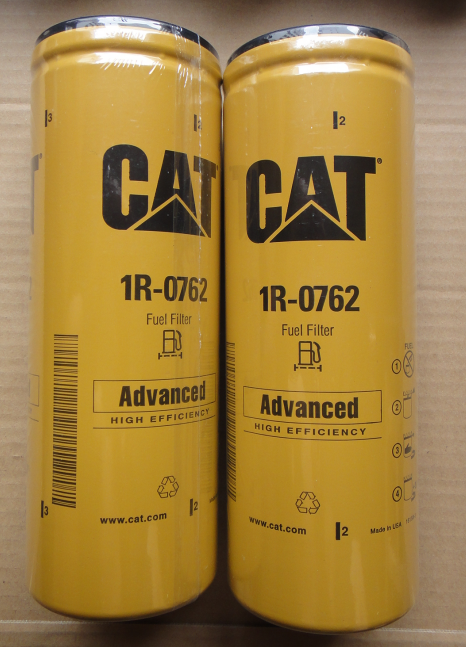 3
2
CAT
1R-0762
Fuel Filter
Advanced
HIGH EFFICIENCY
www.cat.com
3
2
2
CAT®
1R-0762
Fuel Filter
Advanced
HIGH EFFICIENCY
www.cat.com
2
FUEL
1
2
3
4
Made in U.S.A.